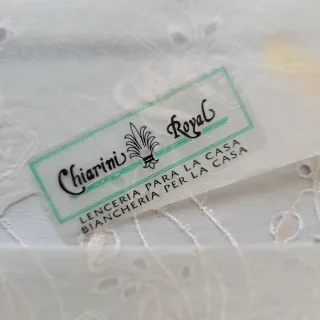 Chiarini Royal
LENCERIA PARA LA CASA
BIANCHERIA PER LA CASA